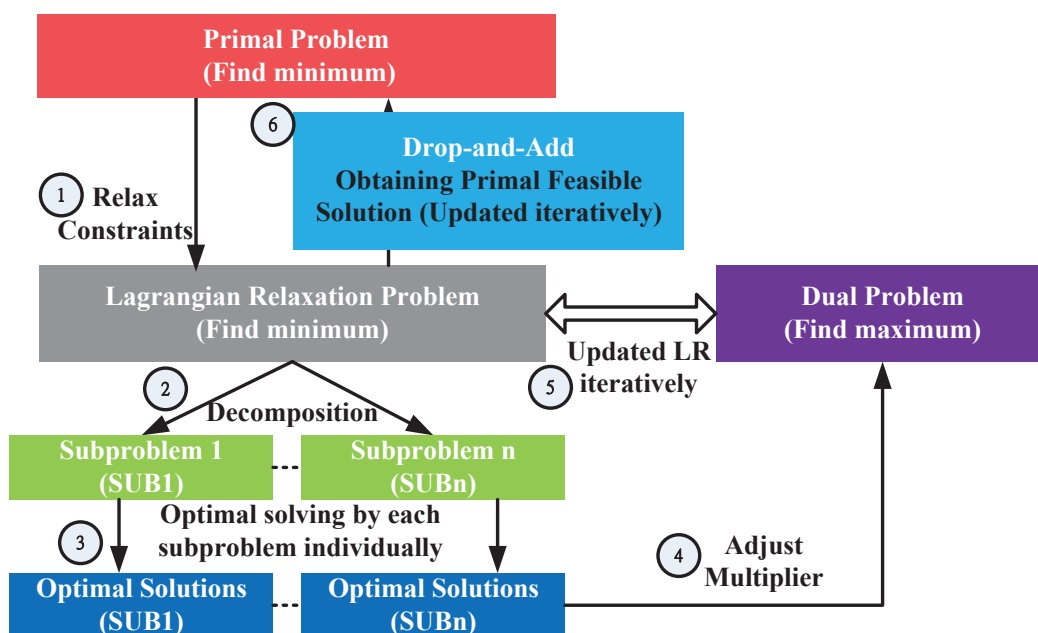 Primal Problem
(Find minimum)
6
Drop-and-Add
Obtaining Primal Feasible
Solution (Updated iteratively)
1
Relax
Constraints
Lagrangian Relaxation Problem
(Find minimum)
Dual Problem
(Find maximum)
Updated LR
iteratively
5
2
Decomposition
Subproblem 1
(SUB1)
Subproblem n
(SUBn)
3
Optimal solving by each
subproblem individually
4
Adjust
Multiplier
Optimal Solutions
(SUB1)
Optimal Solutions
(SUBn)